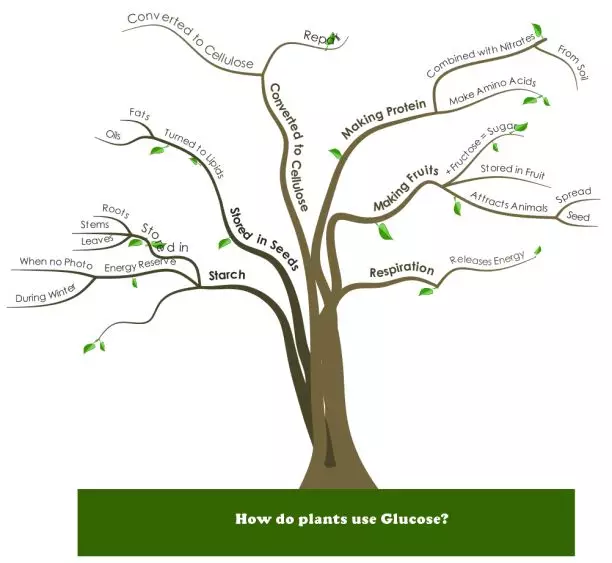 Converted to Cellulose
Repair
Converted to Cellulose
Fats
Oils
Turned to Lipids
Stored in Seeds
Roots
Stems
Leaves
Stored in
When no Photo
During Winter
Energy Reserve
Starch
Making Protein
Combined with Nitrates
From Soil
Make Amino Acids
Making Fruits
+ Fructose = Sugar
Stored in Fruit
Attracts Animals
Spread
Seed
Respiration
Releases Energy
How do plants use Glucose?